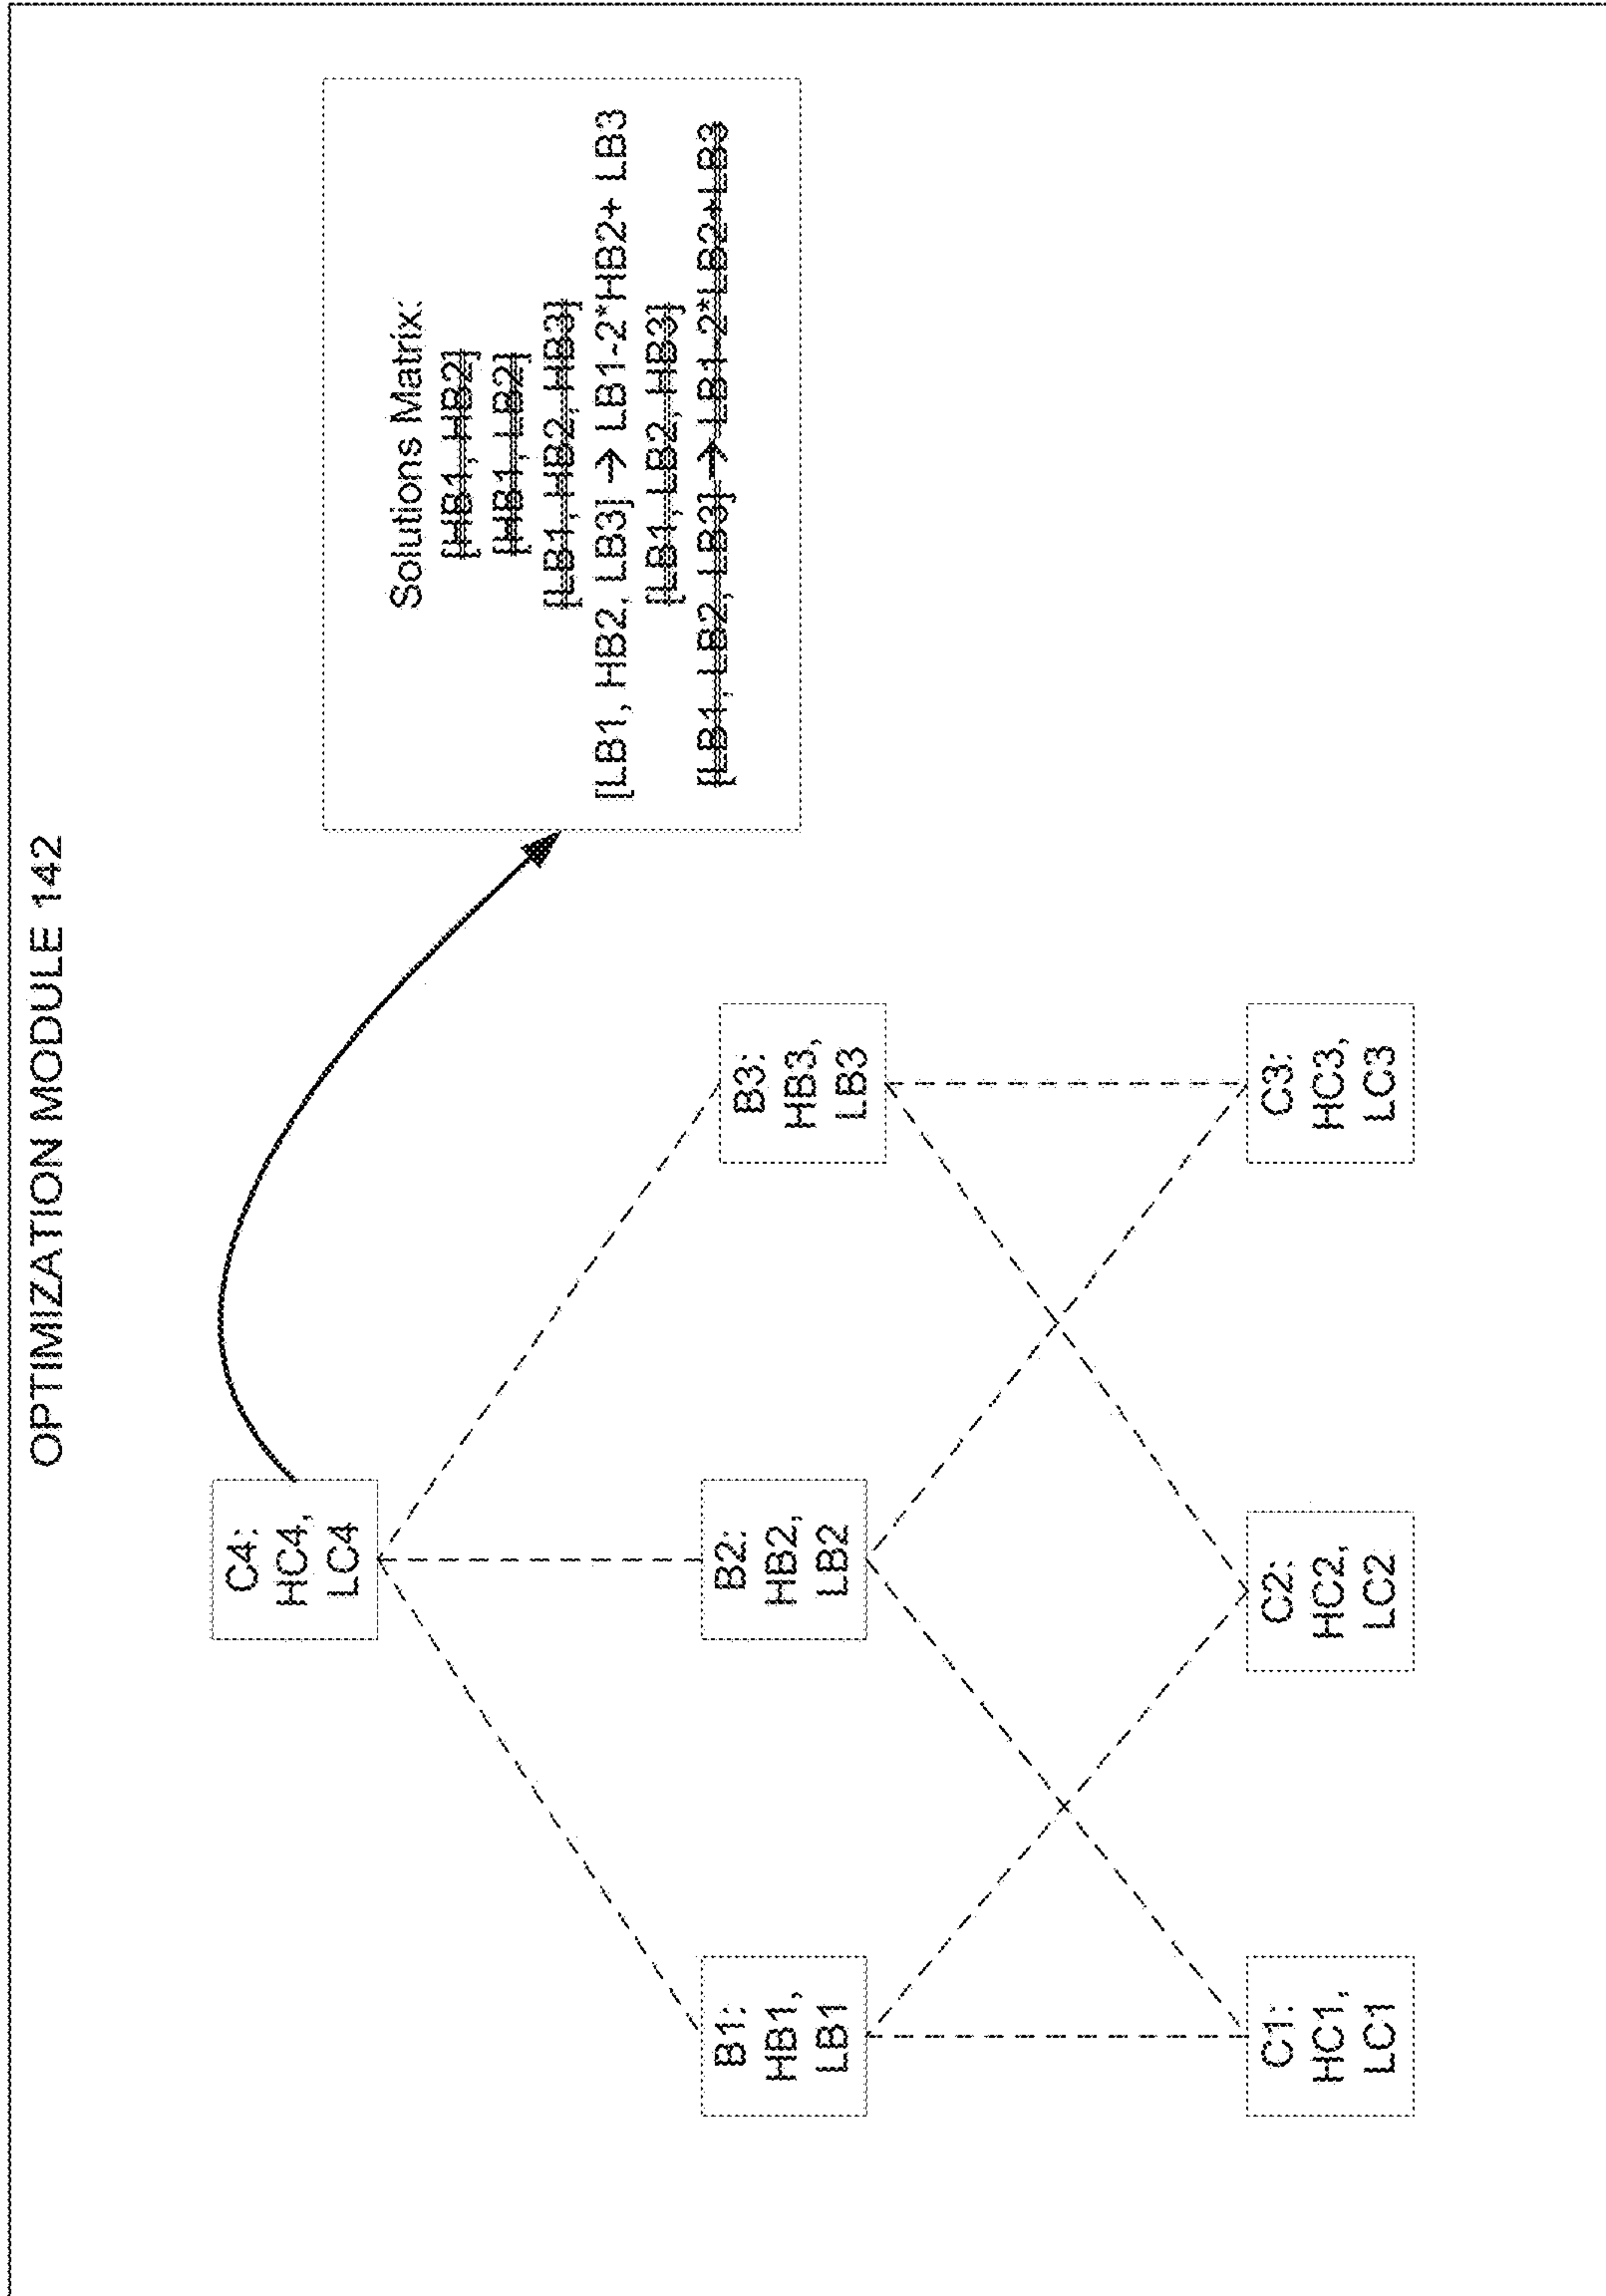 OPTIMIZATION MODULE 142
C4:
HC4,
LC4
Solutions Matrix:
[HB1, HB2]
[HB1, LB2]
[LB1, HB2, HB3]
[LB1, HB2, LB3] → LB1-2*HB2+ LB3
[LB1, LB2, HB3]
[LB1, LB2, LB3] → LB1-2*LB2+LB3
B1:
HB1,
LB1
B2:
HB2,
LB2
B3:
HB3,
LB3
C1:
HC1,
LC1
C2:
HC2,
LC2
C3:
HC3,
LC3